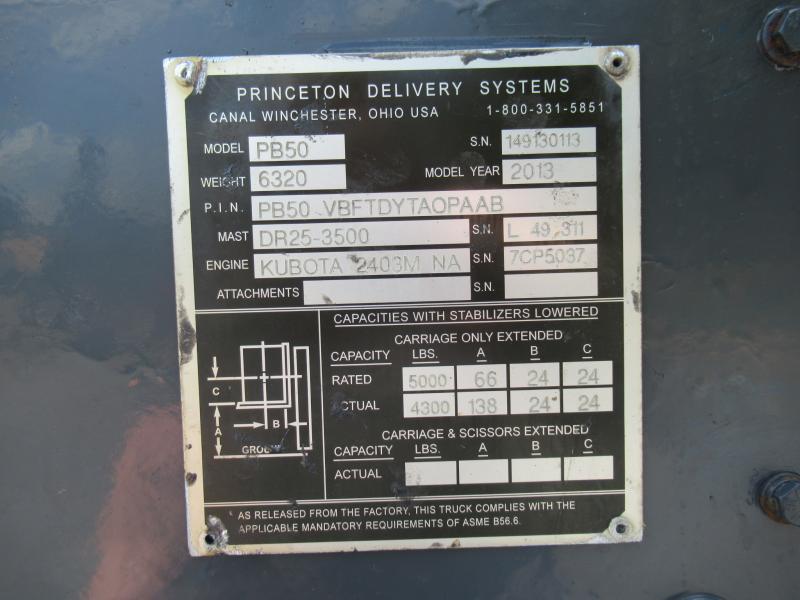 PRINCETON DELIVERY SYSTEMS
CANAL WINCHESTER, OHIO USA 1-800-331-5851
MODEL PB50 S.N. 149130113
WEIGHT 6320 MODEL YEAR 2013
P.I.N. PB50 VBFTDYTAOPAAB
MAST DR25-3500 S.N. L 49 311
ENGINE KUBOTA 2403M NA S.N. 7CP5037
ATTACHMENTS S.N.
CAPACITIES WITH STABILIZERS LOWERED
CARRIAGE ONLY EXTENDED
CAPACITY LBS. A B C
RATED 5000 66 24 24
ACTUAL 4300 138 24 24
CARRIAGE & SCISSORS EXTENDED
CAPACITY LBS. A B C
ACTUAL
C
B
A
GROUND
AS RELEASED FROM THE FACTORY, THIS TRUCK COMPLIES WITH THE
APPLICABLE MANDATORY REQUIREMENTS OF ASME B56.6.